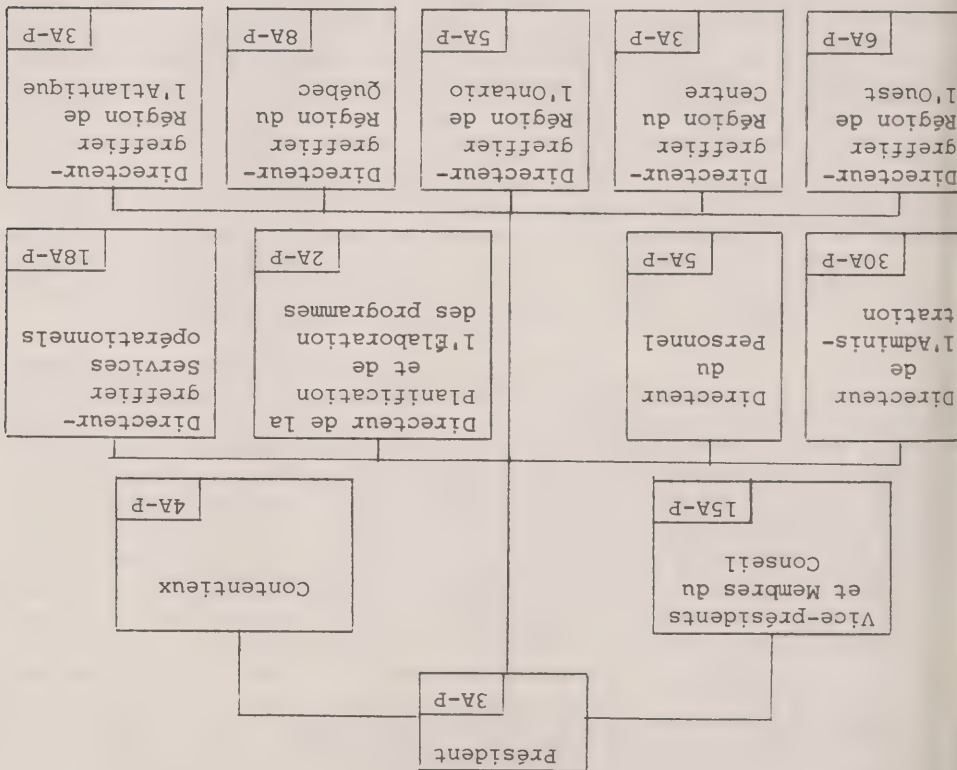 Président
3A-P
Vice-présidents
et Membres du
Conseil
15A-P
Contentieux
4A-P
Directeur
de
l'Adminis-
tration
30A-P
Directeur
du
Personnel
5A-P
Directeur de la
Planification
et de
l'Élaboration
des programmes
2A-P
Directeur-
greffier
Services
opérationnels
18A-P
Directeur-
greffier
Région de
l'Ouest
6A-P
Directeur-
greffier
Région du
Centre
3A-P
Directeur-
greffier
Région de
l'Ontario
5A-P
Directeur-
greffier
Région du
Québec
8A-P
Directeur-
greffier
Région de
l'Atlantique
3A-P